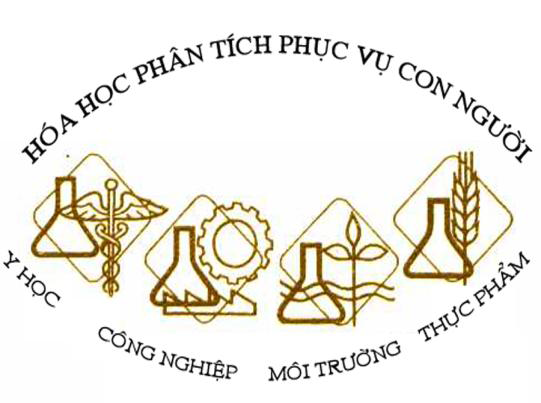 HÓA HỌC PHÂN TÍCH PHỤC VỤ CON NGƯỜI
Y HỌC
CÔNG NGHIỆP
MÔI TRƯỜNG
THỰC PHẨM